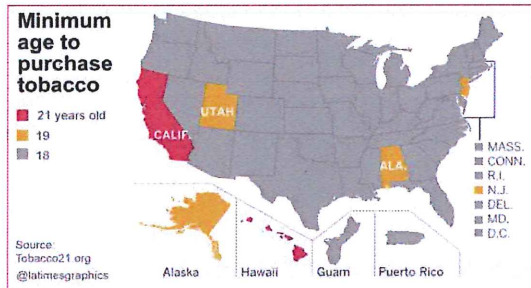 Minimum
age to
purchase
tobacco
21 years old
19
18
CALIF.
UTAH
ALA.
MASS.
CONN.
R.I.
N.J.
DEL.
MD.
D.C.
Source:
Tobacco21.org
@latimesgraphics
Alaska
Hawaii
Guam
Puerto Rico